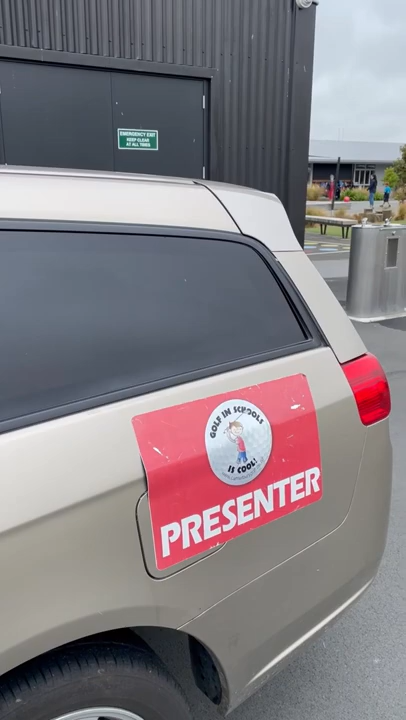 EMERGENCY EXIT
KEEP CLEAR
AT ALL TIMES
GOLF IN SCHOOLS
IS COOL!
PRESENTER